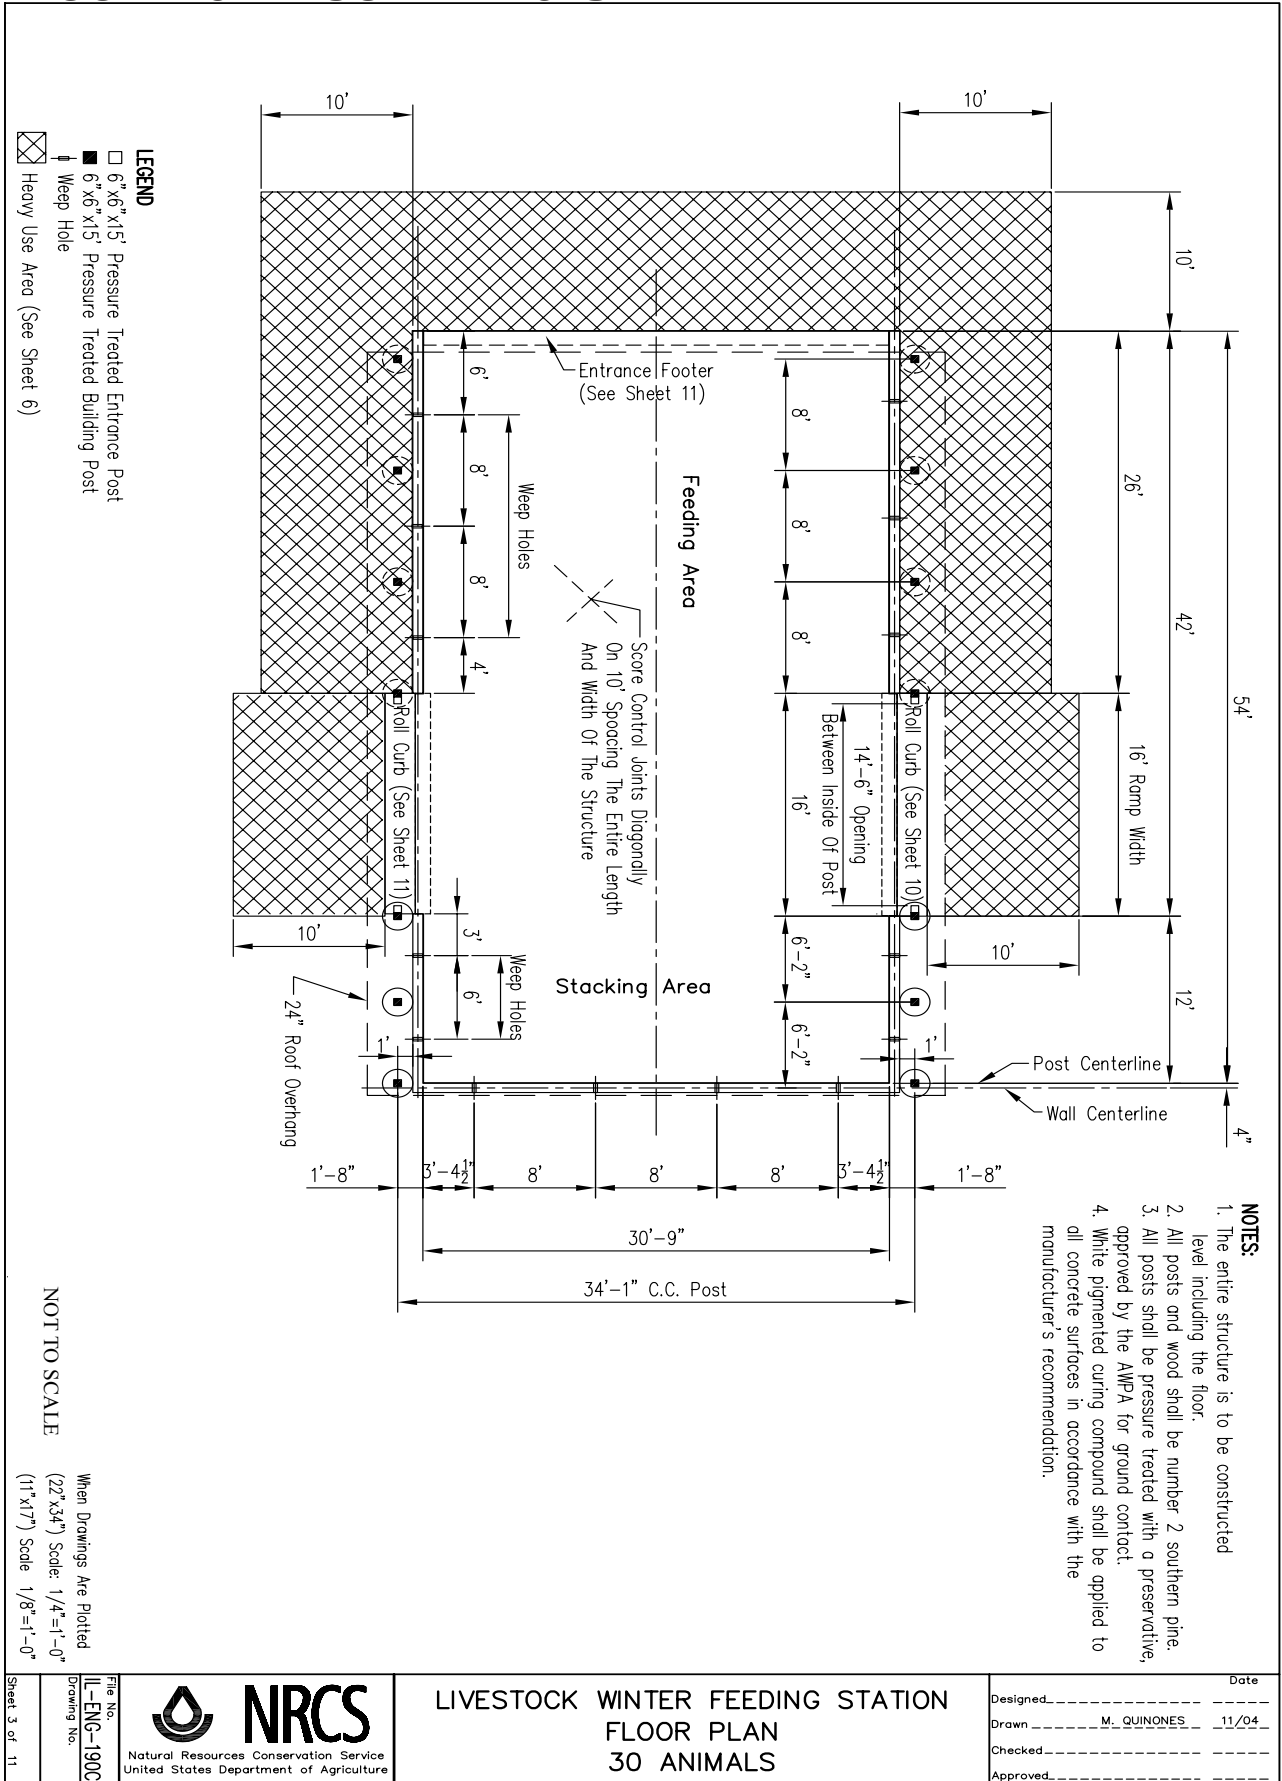 10'
10'
LEGEND
6"x6"x15' Pressure Treated Entrance Post
6"x6"x15' Pressure Treated Building Post
Weep Hole
Heavy Use Area (See Sheet 6)
10'
26'
42'
54'
16' Ramp Width
12'
4"
Entrance Footer
(See Sheet 11)
6'
8'
8'
4'
Weep Holes
Feeding Area
8'
8'
8'
16'
6'-2"
6'-2"
Score Control Joints Diagonally
On 10' Spoacing The Entire Length
And Width Of The Structure
14'-6" Opening
Between Inside Of Post
Roll Curb (See Sheet 11)
Roll Curb (See Sheet 10)
10'
10'
3'
6'
Weep Holes
Stacking Area
24" Roof Overhang
1'
1'
Post Centerline
Wall Centerline
1'-8"
3'-4½"
8'
8'
8'
3'-4½"
1'-8"
30'-9"
34'-1" C.C. Post
NOTES:
1. The entire structure is to be constructed
level including the floor.
2. All posts and wood shall be number 2 southern pine.
3. All posts shall be pressure treated with a preservative,
approved by the AWPA for ground contact.
4. White pigmented curing compound shall be applied to
all concrete surfaces in accordance with the
manufacturer's recommendation.
NOT TO SCALE
When Drawings Are Plotted
(22"x34") Scale: 1/4"=1'-0"
(11"x17") Scale 1/8"=1'-0"
File No.
IL-ENG-190C
Drawing No.
Sheet 3 of 11
NRCS
Natural Resources Conservation Service
United States Department of Agriculture
LIVESTOCK WINTER FEEDING STATION
FLOOR PLAN
30 ANIMALS
Date
Designed
Drawn M. QUINONES 11/04
Checked
Approved